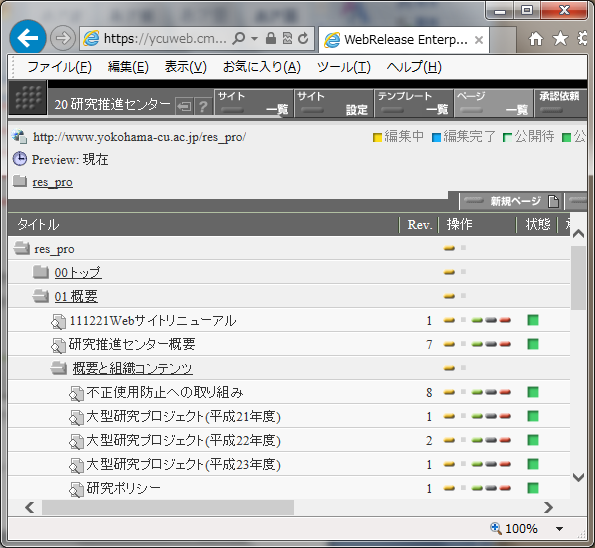 https://ycuweb.cm...
WebRelease Enterp...
ファイル(F) 編集(E) 表示(V) お気に入り(A) ツール(T) ヘルプ(H)
20 研究推進センター ? サイト 一覧 サイト 設定 テンプレート 一覧 ページ 一覧 承認依頼
http://www.yokohama-cu.ac.jp/res_pro/ 編集中 編集完了 公開待 公
Preview: 現在
res_pro
新規ページ
タイトル Rev. 操作 状態
res_pro
00 トップ
01 概要
111221Webサイトリニューアル 1
研究推進センター概要 7
概要と組織コンテンツ
不正使用防止への取り組み 8
大型研究プロジェクト(平成21年度) 1
大型研究プロジェクト(平成22年度) 2
大型研究プロジェクト(平成23年度) 1
研究ポリシー 1
100%